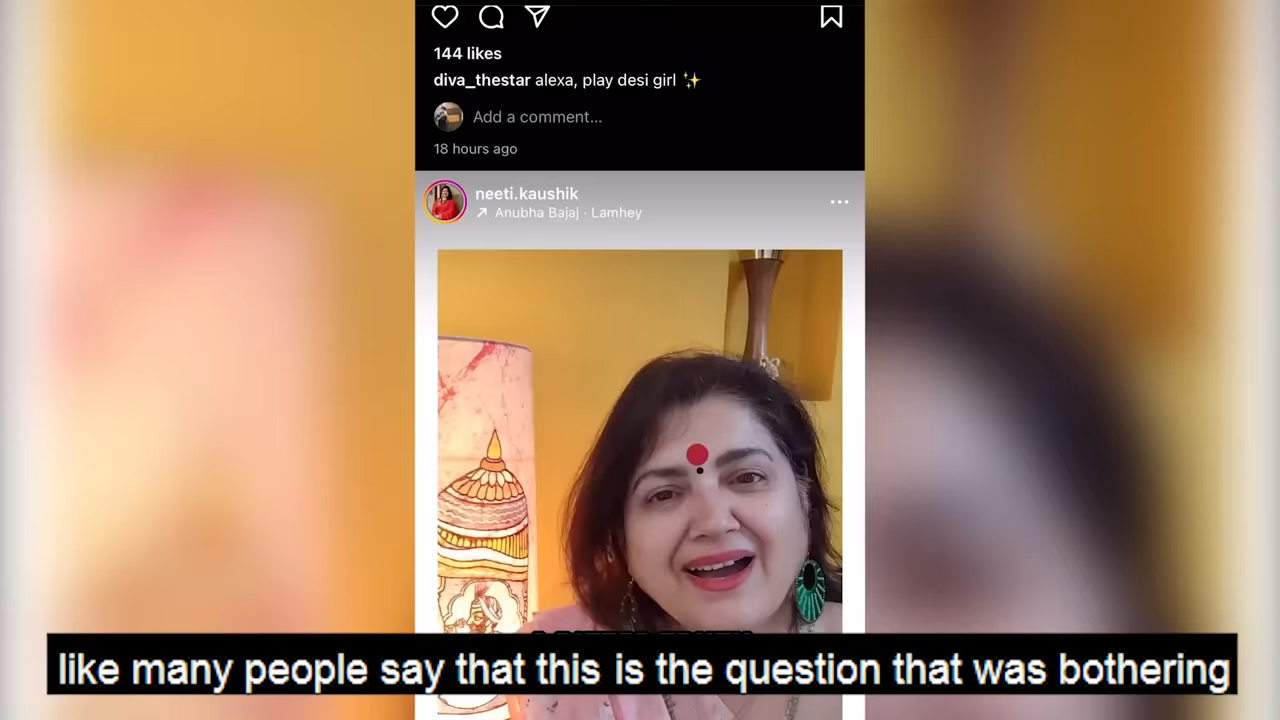 144 likes
diva_thestar alexa, play desi girl ✨
Add a comment...
18 hours ago
neeti.kaushik
Anubha Bajaj · Lamhey
like many people say that this is the question that was bothering